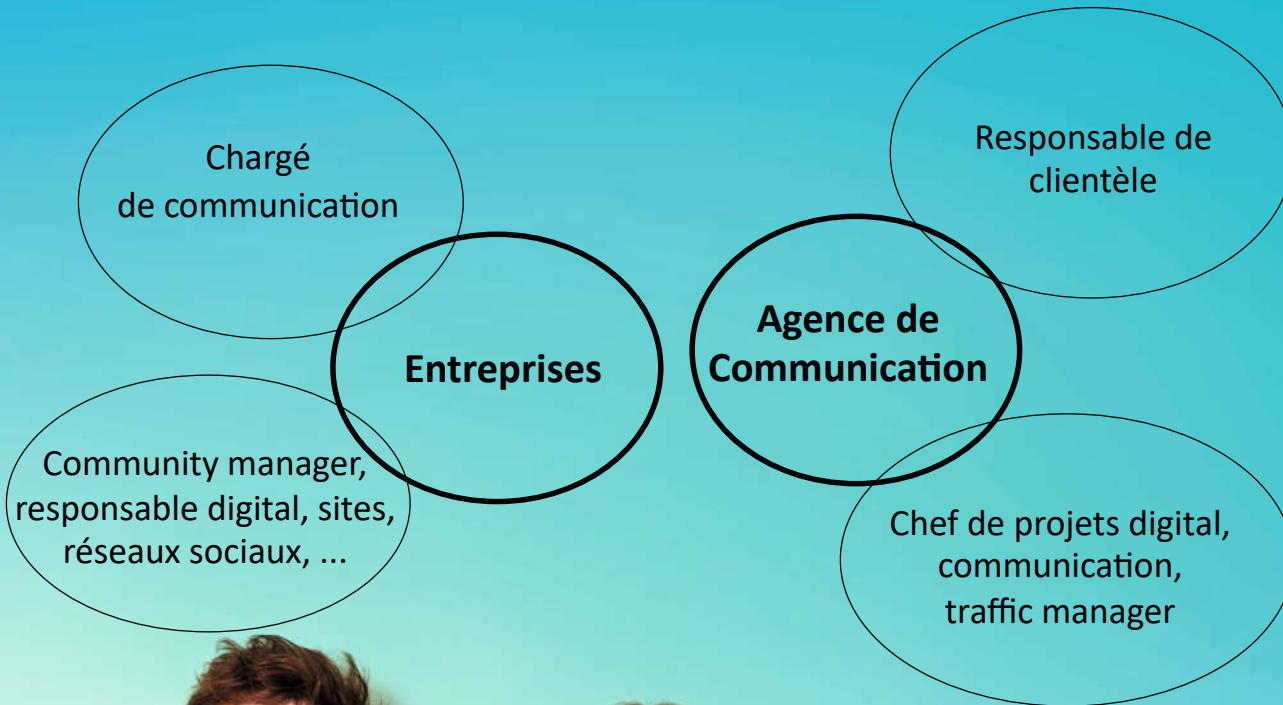 Chargé
de communication
Responsable de
clientèle
Entreprises
Agence de
Communication
Community manager,
responsable digital, sites,
réseaux sociaux, ...
Chef de projets digital,
communication,
traffic manager